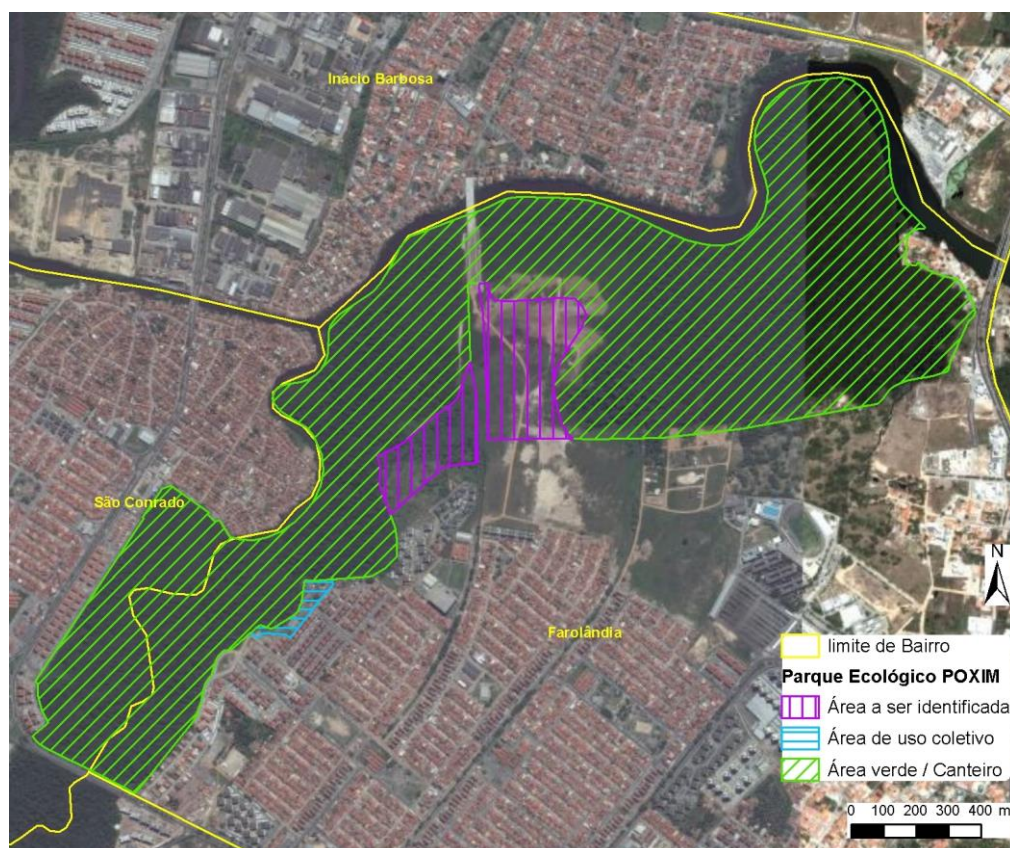 Inácio Barbosa
São Conrado
Farolândia
N
limite de Bairro
Parque Ecológico POXIM
Área a ser identificada
Área de uso coletivo
Área verde / Canteiro
0 100 200 300 400 m